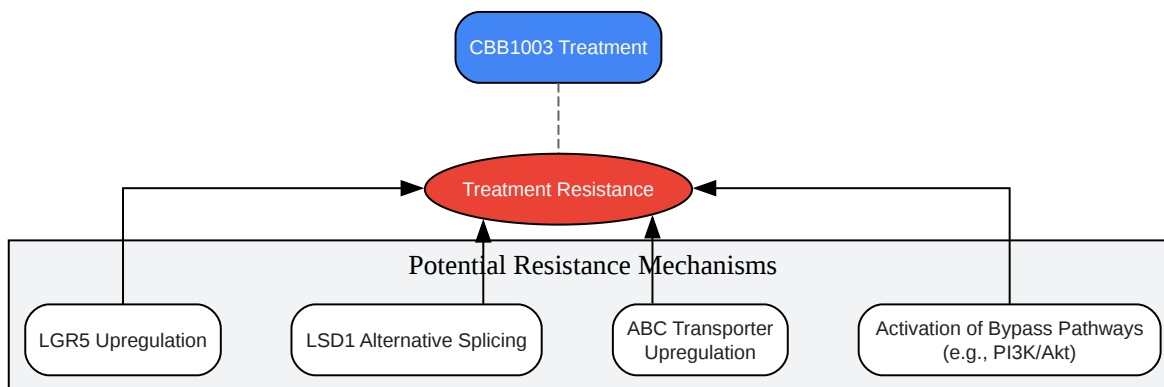 CBB1003 Treatment
Treatment Resistance
Potential Resistance Mechanisms
LGR5 Upregulation
LSD1 Alternative Splicing
ABC Transporter
Upregulation
Activation of Bypass Pathways
(e.g., PI3K/Akt)